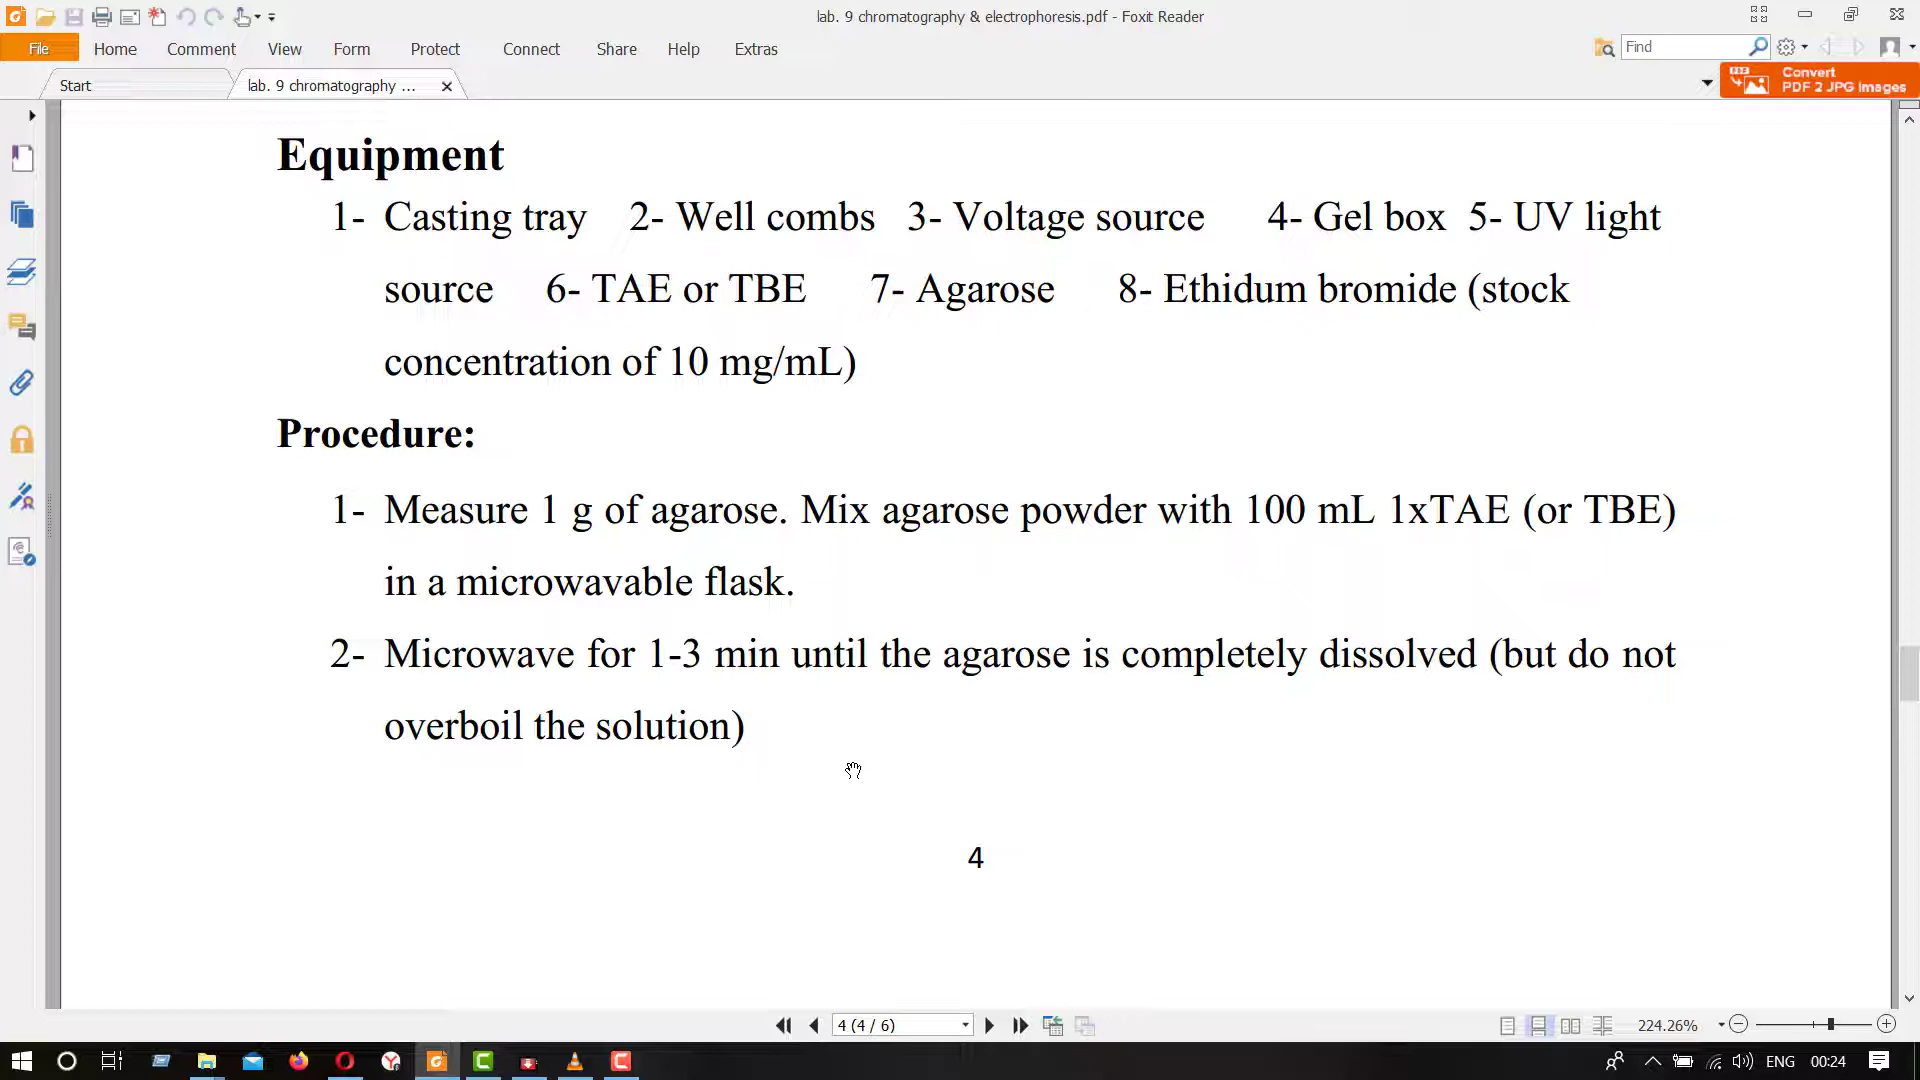 lab. 9 chromatography & electrophoresis.pdf - Foxit Reader
File Home Comment View Form Protect Connect Share Help Extras
Find
Start
lab. 9 chromatography ...
Convert
PDF 2 JPG Images
Equipment
1- Casting tray 2- Well combs 3- Voltage source 4- Gel box 5- UV light
source 6- TAE or TBE 7- Agarose 8- Ethidum bromide (stock
concentration of 10 mg/mL)
Procedure:
1- Measure 1 g of agarose. Mix agarose powder with 100 mL 1xTAE (or TBE)
in a microwavable flask.
2- Microwave for 1-3 min until the agarose is completely dissolved (but do not
overboil the solution)
4
4 (4 / 6)
224.26%
ENG 00:24